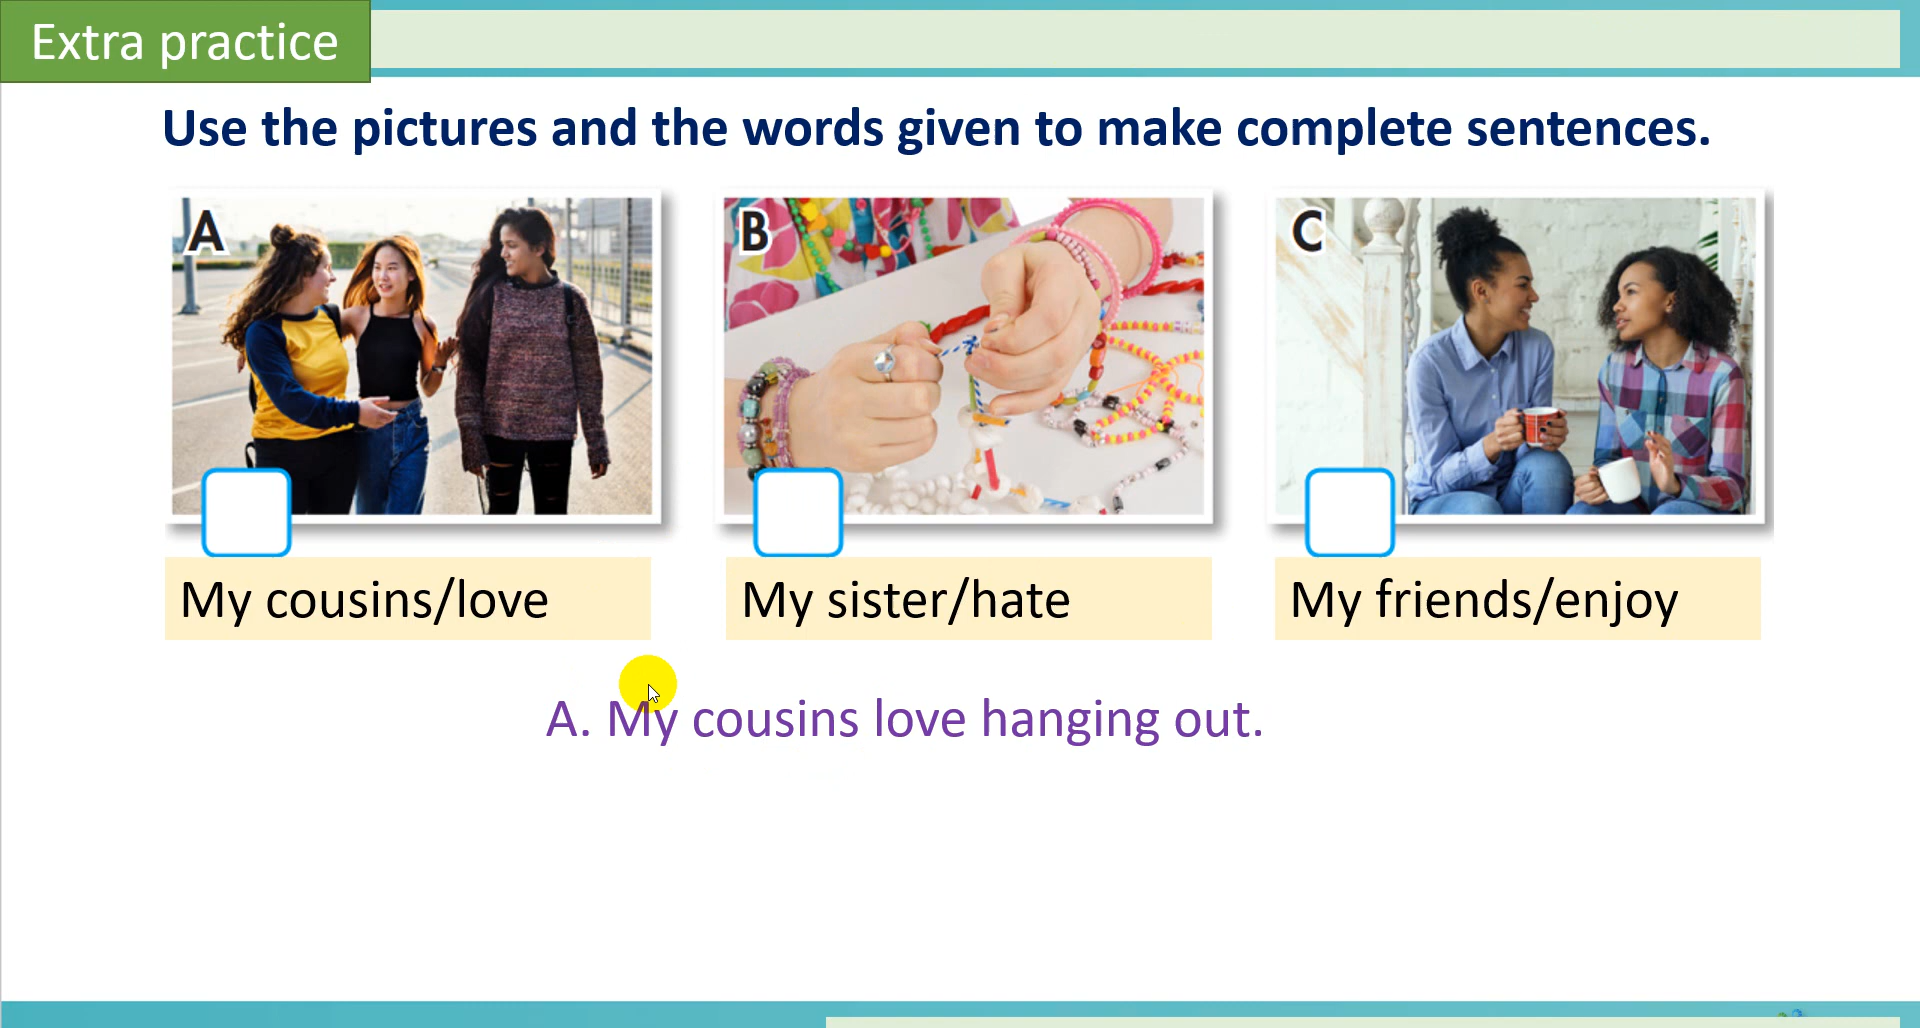 Extra practice
Use the pictures and the words given to make complete sentences.
A
B
C
My cousins/love
My sister/hate
My friends/enjoy
A. My cousins love hanging out.